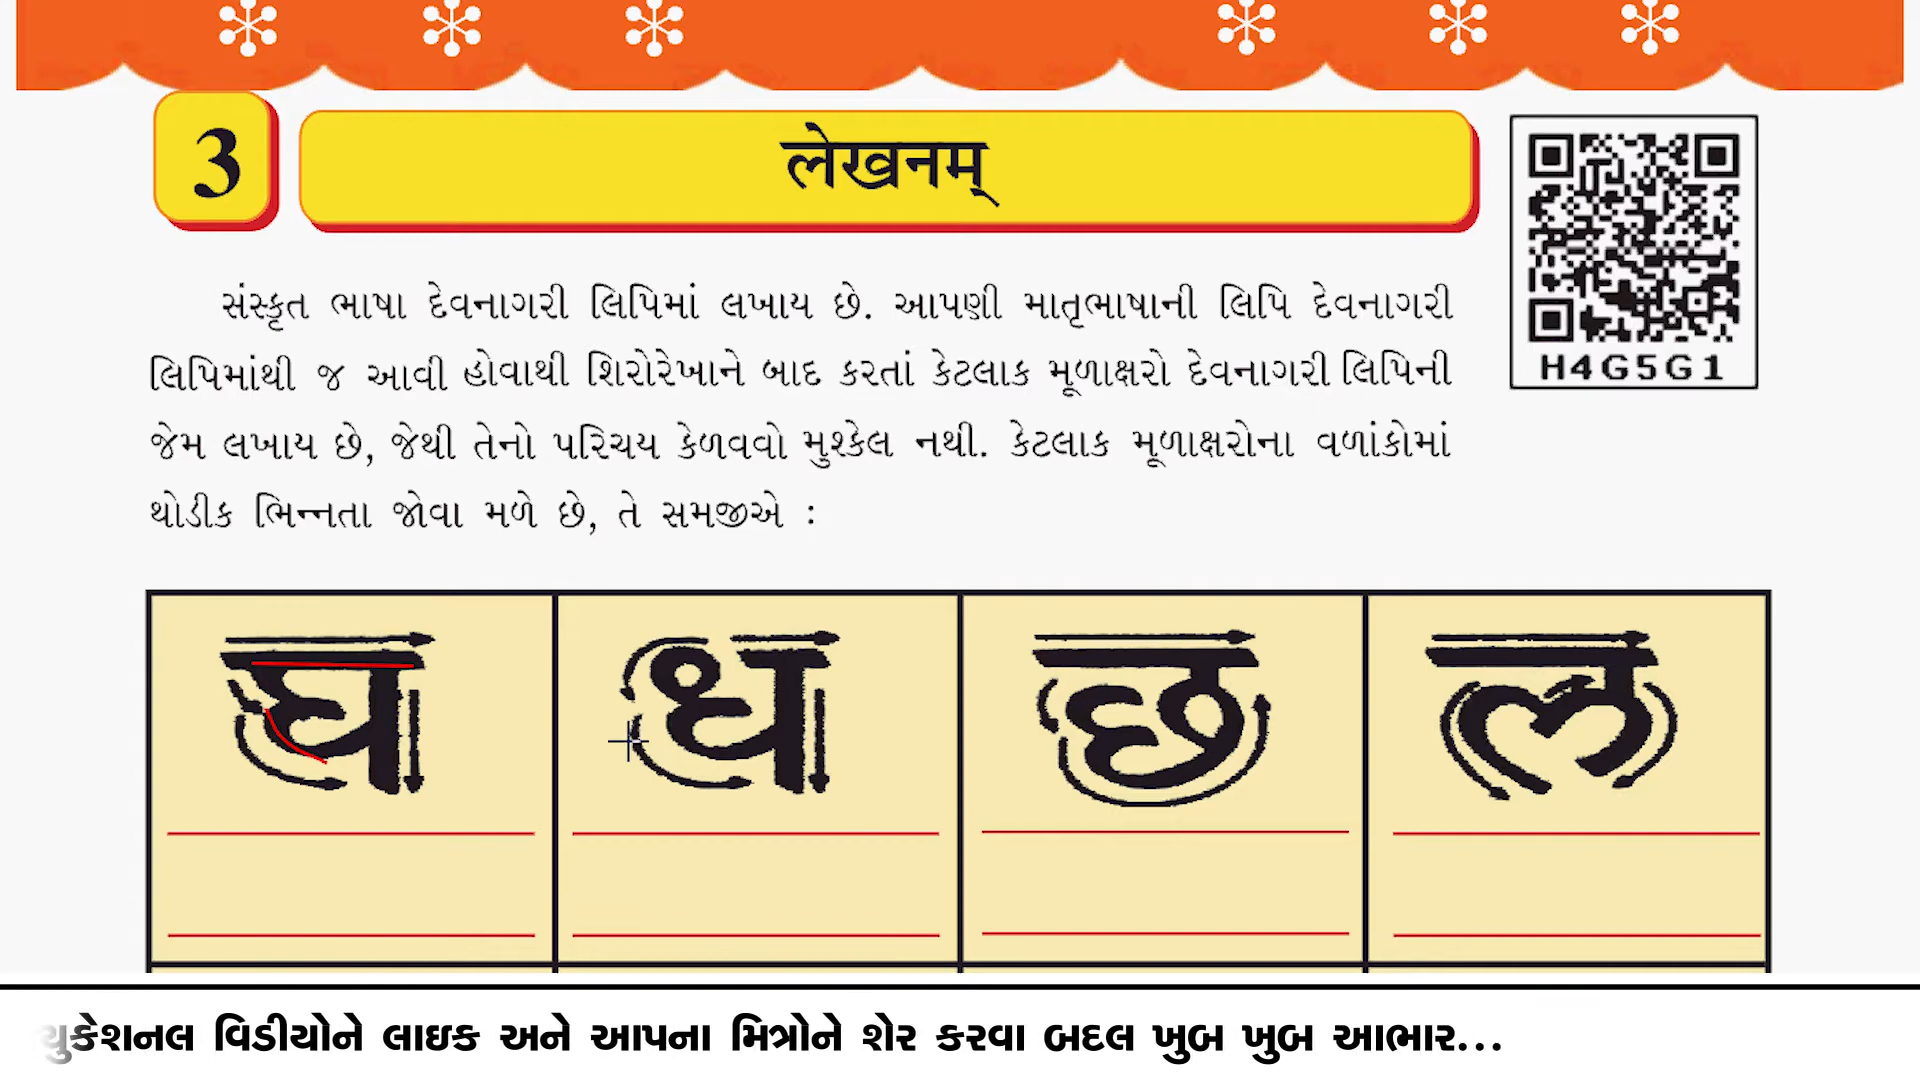 3
लेखनम्
સંસ્કૃત ભાષા દેવનાગરી લિપિમાં લખાય છે. આપણી માતૃભાષાની લિપિ દેવનાગરી
લિપિમાંથી જ આવી હોવાથી શિરોરેખાને બાદ કરતાં કેટલાક મૂળાક્ષરો દેવનાગરી લિપિની
જેમ લખાય છે, જેથી તેનો પરિચય કેળવવો મુશ્કેલ નથી. કેટલાક મૂળાક્ષરોના વળાંકોમાં
થોડીક ભિન્નતા જોવા મળે છે, તે સમજીએ :
H4G5G1
घ ध छ ल
યુકેશનલ વિડીયોને લાઇક અને આપના મિત્રોને શેર કરવા બદલ ખુબ ખુબ આભાર...